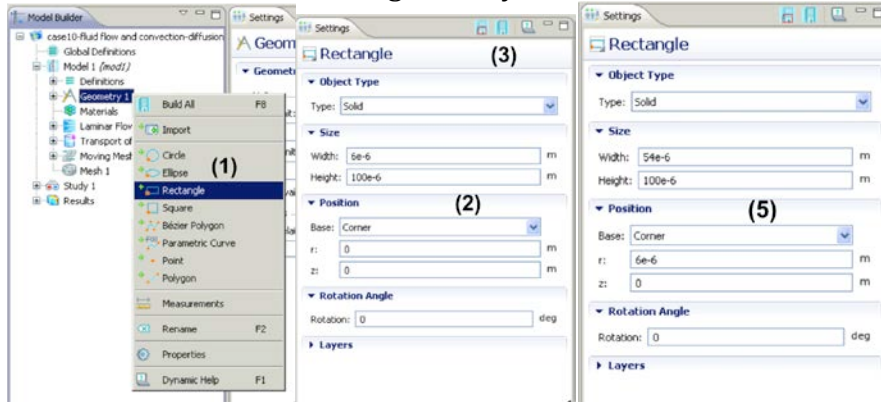 Model Builder
case10-fluid flow and convection-diffusion
Global Definitions
Model 1 (mod1)
Definitions
Geometry 1
Materials
Laminar Flow
Transport of
Moving Mesh
Mesh 1
Study 1
Results
Build All F8
Import
Circle
Ellipse
(1)
Rectangle
Square
Bézier Polygon
Parametric Curve
Point
Polygon
Measurements
Rename F2
Properties
Dynamic Help F1
Settings
Geom
Settings
Rectangle
(3)
Object Type
Type: Solid
Size
Width: 6e-6 m
Height: 100e-6 m
Position
(2)
Base: Corner
r: 0 m
z: 0 m
Rotation Angle
Rotation: 0 deg
Layers
Settings
Rectangle
Object Type
Type: Solid
Size
Width: 54e-6 m
Height: 100e-6 m
Position
(5)
Base: Corner
r: 6e-6 m
z: 0 m
Rotation Angle
Rotation: 0 deg
Layers